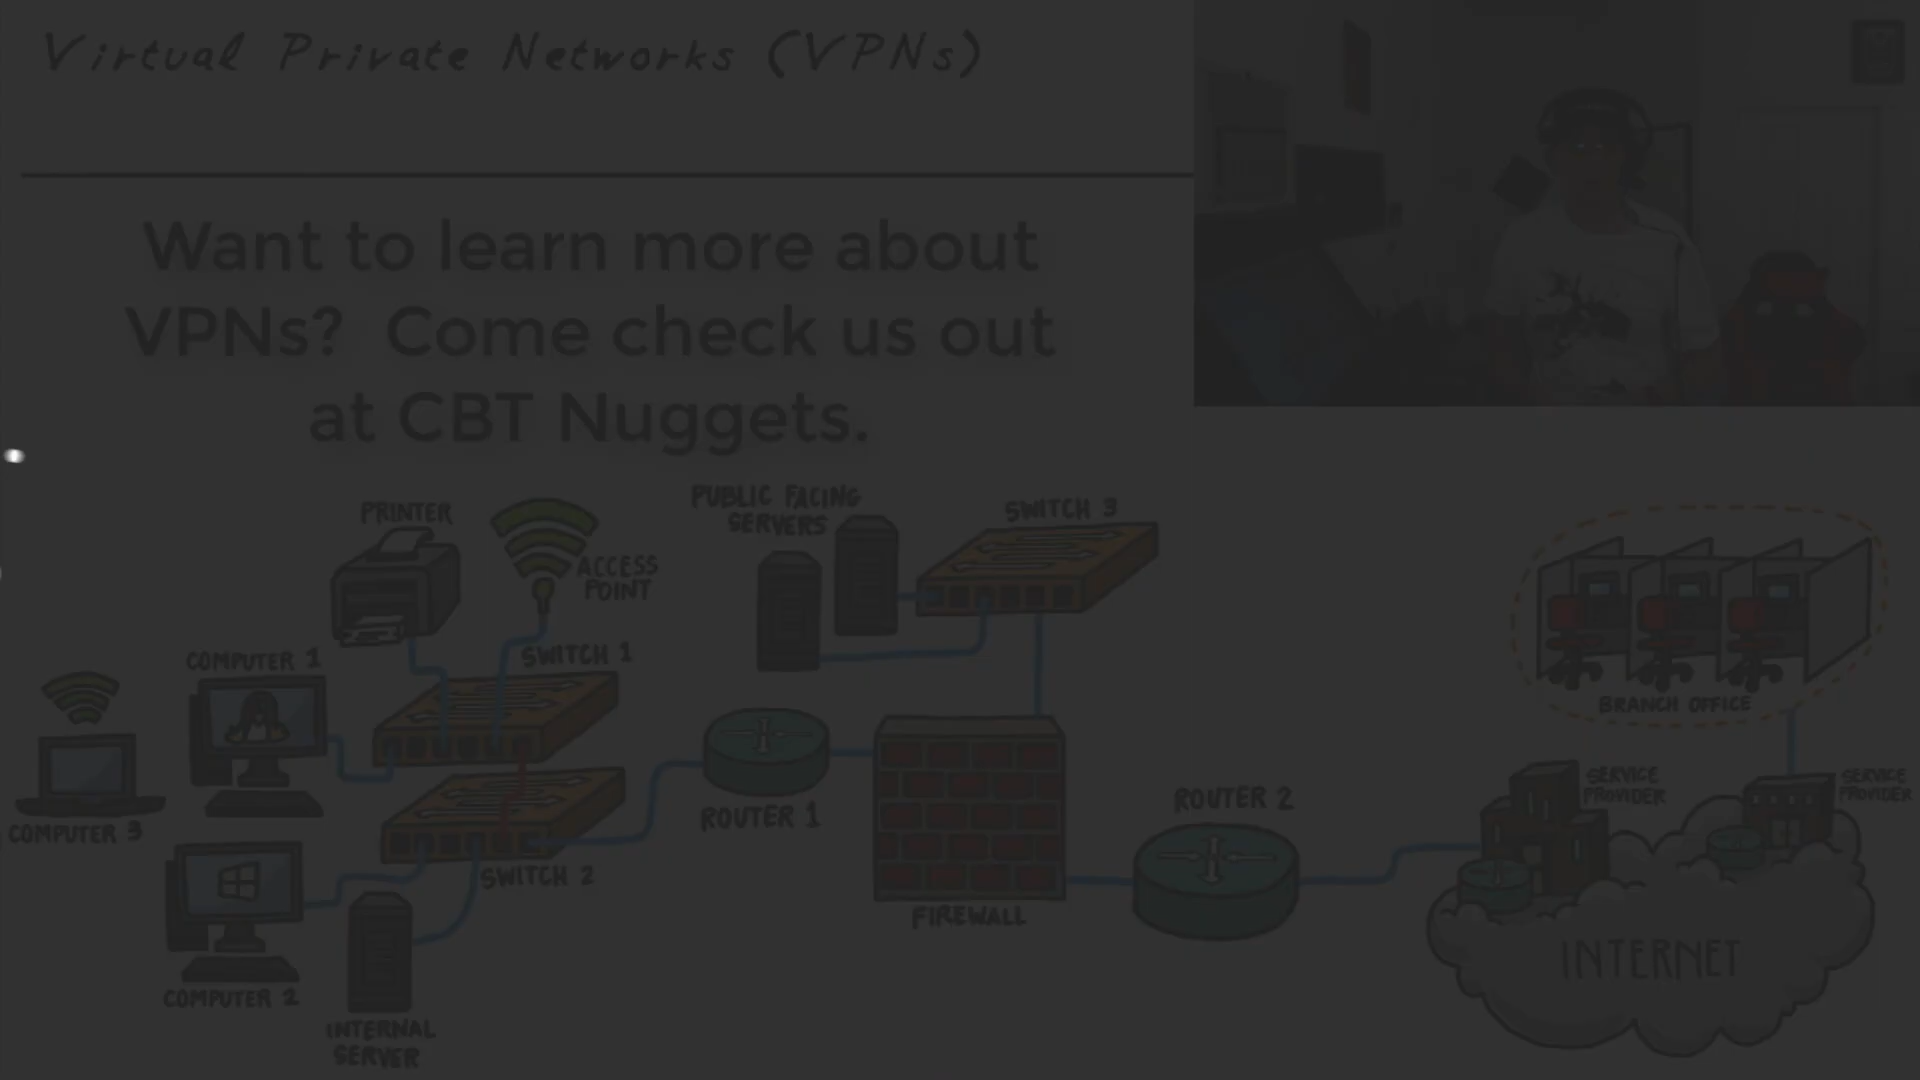 Virtual Private Networks (VPNs)
Want to learn more about
VPNs? Come check us out
at CBT Nuggets.
PRINTER
ACCESS
POINT
PUBLIC FACING
SERVERS
SWITCH 3
COMPUTER 1
SWITCH 1
BRANCH OFFICE
SERVICE
PROVIDER
SERVICE
PROVIDER
COMPUTER 3
ROUTER 1
ROUTER 2
SWITCH 2
FIREWALL
INTERNET
COMPUTER 2
INTERNAL
SERVER